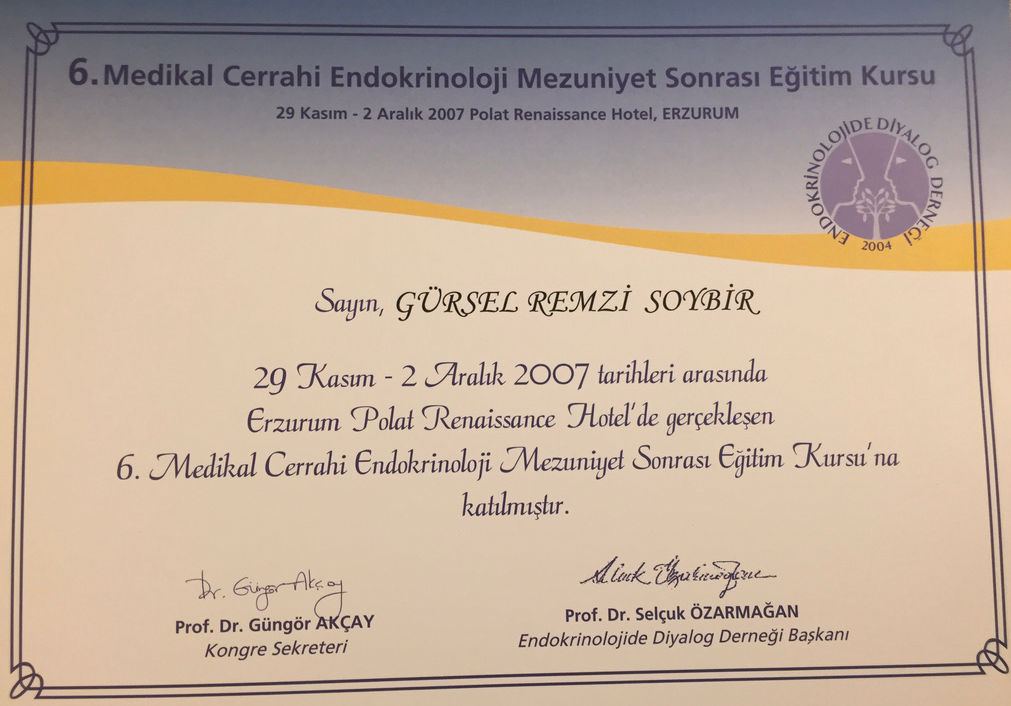 6. Medikal Cerrahi Endokrinoloji Mezuniyet Sonrası Eğitim Kursu
29 Kasım - 2 Aralık 2007 Polat Renaissance Hotel, ERZURUM
ENDOKRİNOLOJİDE DİYALOG DERNEĞİ
2004
Sayın, GÜRSEL REMZİ SOYBİR
29 Kasım - 2 Aralık 2007 tarihleri arasında
Erzurum Polat Renaissance Hotel'de gerçekleşen
6. Medikal Cerrahi Endokrinoloji Mezuniyet Sonrası Eğitim Kursu'na
katılmıştır.
Dr. Güngör Akçay
Prof. Dr. Güngör AKÇAY
Kongre Sekreteri
Prof. Dr. Selçuk ÖZARMAĞAN
Endokrinolojide Diyalog Derneği Başkanı